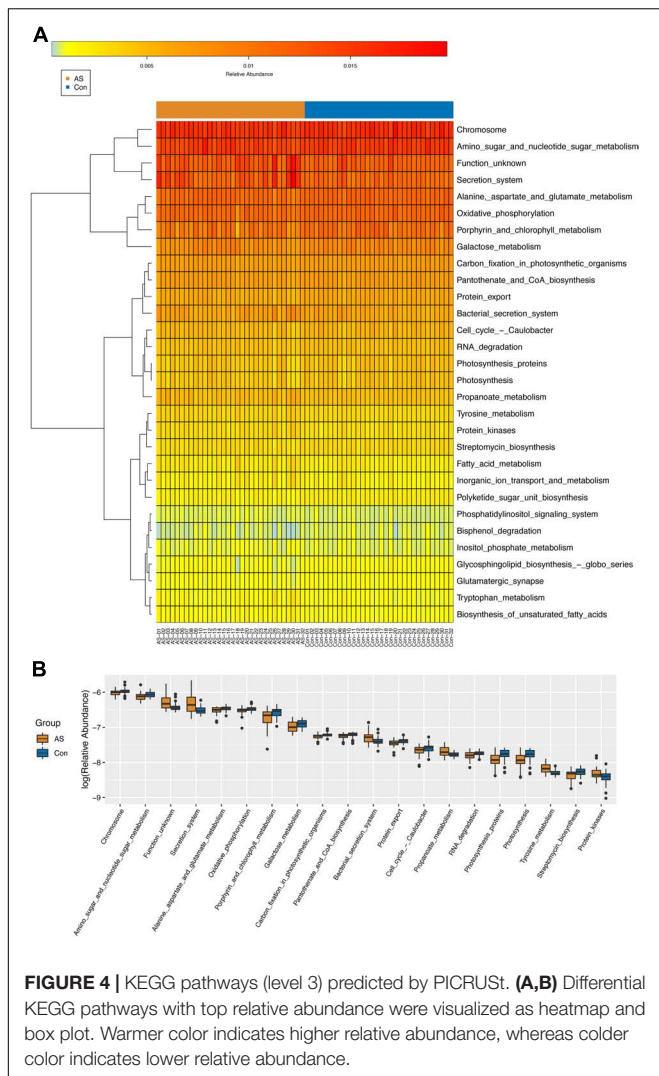 A
0.005 0.01 0.015
Relative Abundance
AS
Con
Chromosome
Amino_sugar_and_nucleotide_sugar_metabolism
Function_unknown
Secretion_system
Alanine,_aspartate_and_glutamate_metabolism
Oxidative_phosphorylation
Porphyrin_and_chlorophyll_metabolism
Galactose_metabolism
Carbon_fixation_in_photosynthetic_organisms
Pantothenate_and_CoA_biosynthesis
Protein_export
Bacterial_secretion_system
Cell_cycle_-_Caulobacter
RNA_degradation
Photosynthesis_proteins
Photosynthesis
Propanoate_metabolism
Tyrosine_metabolism
Protein_kinases
Streptomycin_biosynthesis
Fatty_acid_metabolism
Inorganic_ion_transport_and_metabolism
Polyketide_sugar_unit_biosynthesis
Phosphatidylinositol_signaling_system
Bisphenol_degradation
Inositol_phosphate_metabolism
Glycosphingolipid_biosynthesis_-_globo_series
Glutamatergic_synapse
Tryptophan_metabolism
Biosynthesis_of_unsaturated_fatty_acids
B
Group
AS
Con
log(Relative Abundance)
-6
-7
-8
-9
Chromosome
Amino_sugar_and_nucleotide_sugar_metabolism
Function_unknown
Secretion_system
Alanine_aspartate_and_glutamate_metabolism
Oxidative_phosphorylation
Porphyrin_and_chlorophyll_metabolism
Galactose_metabolism
Carbon_fixation_in_photosynthetic_organisms
Pantothenate_and_CoA_biosynthesis
Bacterial_secretion_system
Protein_export
Cell_cycle_-_Caulobacter
Propanoate_metabolism
RNA_degradation
Photosynthesis_proteins
Photosynthesis
Tyrosine_metabolism
Streptomycin_biosynthesis
Protein_kinases
FIGURE 4 | KEGG pathways (level 3) predicted by PICRUSt. (A,B) Differential
KEGG pathways with top relative abundance were visualized as heatmap and
box plot. Warmer color indicates higher relative abundance, whereas colder
color indicates lower relative abundance.